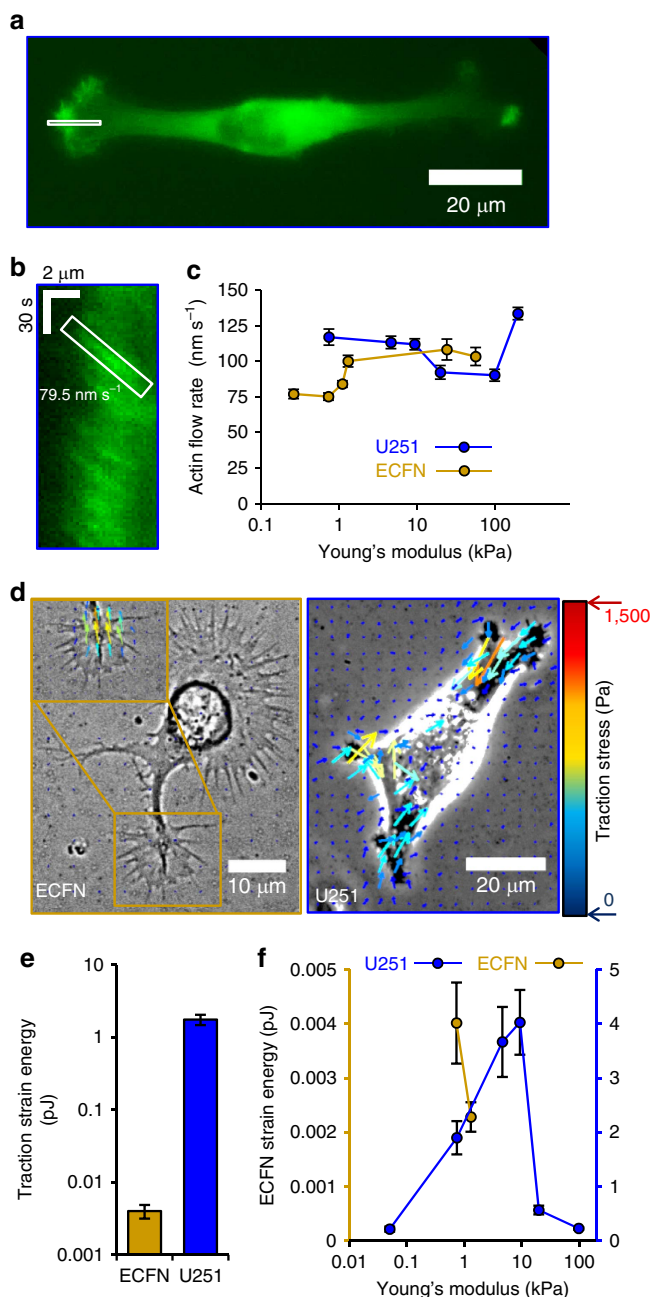 a
20 μm
b
2 μm
30 s
79.5 nm s⁻¹
c
Actin flow rate (nm s⁻¹)
150
125
100
75
50
25
0
U251
ECFN
0.1
1
10
100
Young's modulus (kPa)
d
ECFN
10 μm
U251
20 μm
1,500
Traction stress (Pa)
0
e
Traction strain energy
(pJ)
10
1
0.1
0.01
0.001
ECFN
U251
f
U251
ECFN
ECFN strain energy (pJ)
0.005
0.004
0.003
0.002
0.001
0
5
4
3
2
1
0
0.01
0.1
1
10
100
Young's modulus (kPa)